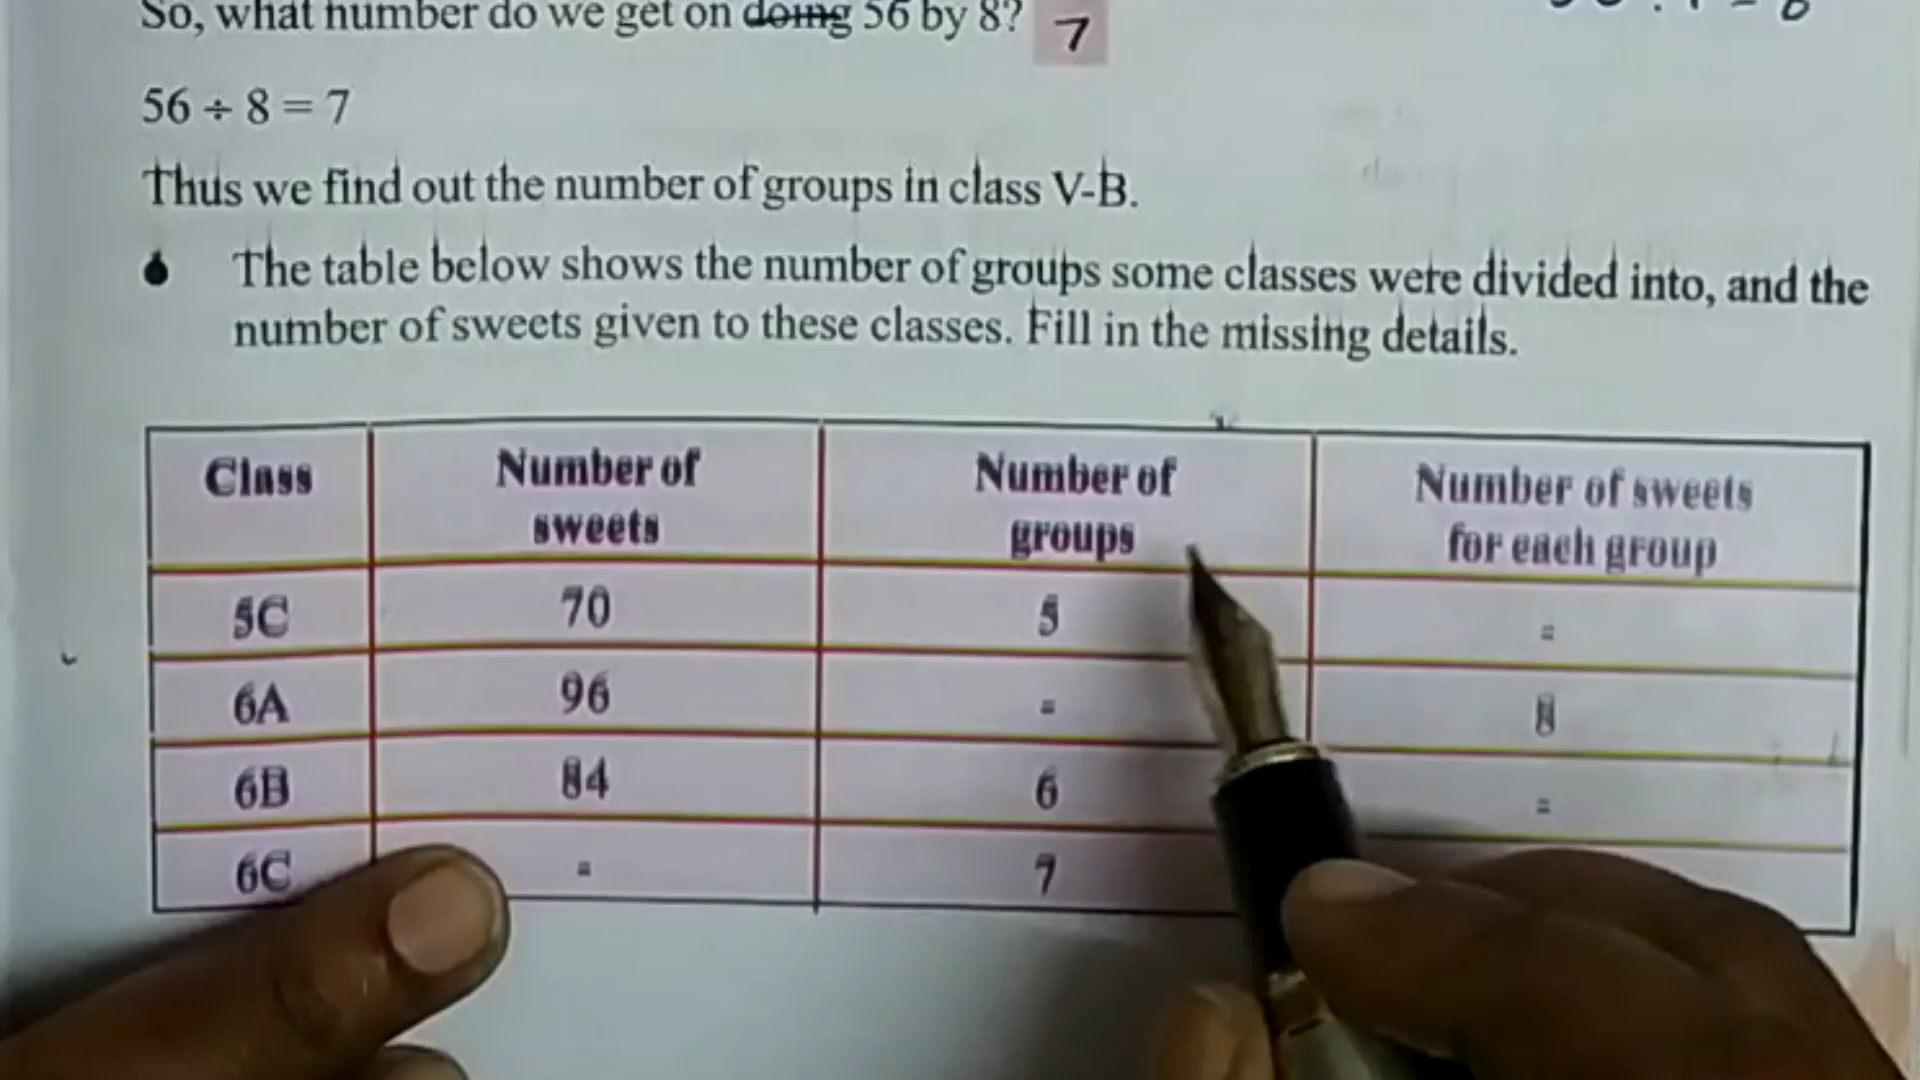 So, what number do we get on doing 56 by 8? 7
56 ÷ 8 = 7
Thus we find out the number of groups in class V-B.
The table below shows the number of groups some classes were divided into, and the
number of sweets given to these classes. Fill in the missing details.
Class Number of sweets Number of groups Number of sweets for each group
5C 70 5 -
6A 96 - 8
6B 84 6 -
6C - 7